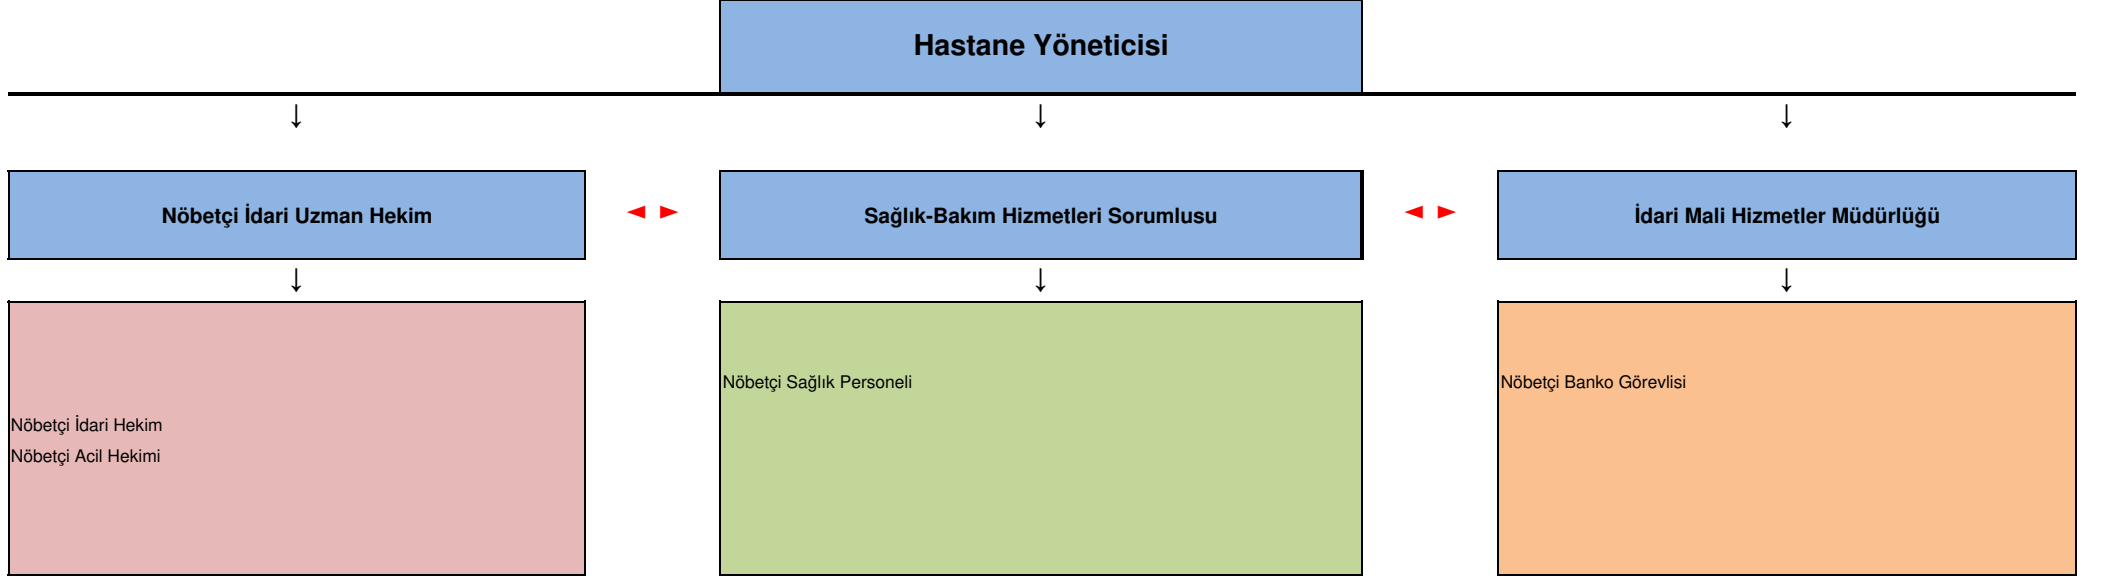 Hastane Yöneticisi
↓ ↓ ↓
Nöbetçi İdari Uzman Hekim ◄ ► Sağlık-Bakım Hizmetleri Sorumlusu ◄ ► İdari Mali Hizmetler Müdürlüğü
↓ ↓ ↓
Nöbetçi İdari Hekim
Nöbetçi Acil Hekimi
Nöbetçi Sağlık Personeli
Nöbetçi Banko Görevlisi